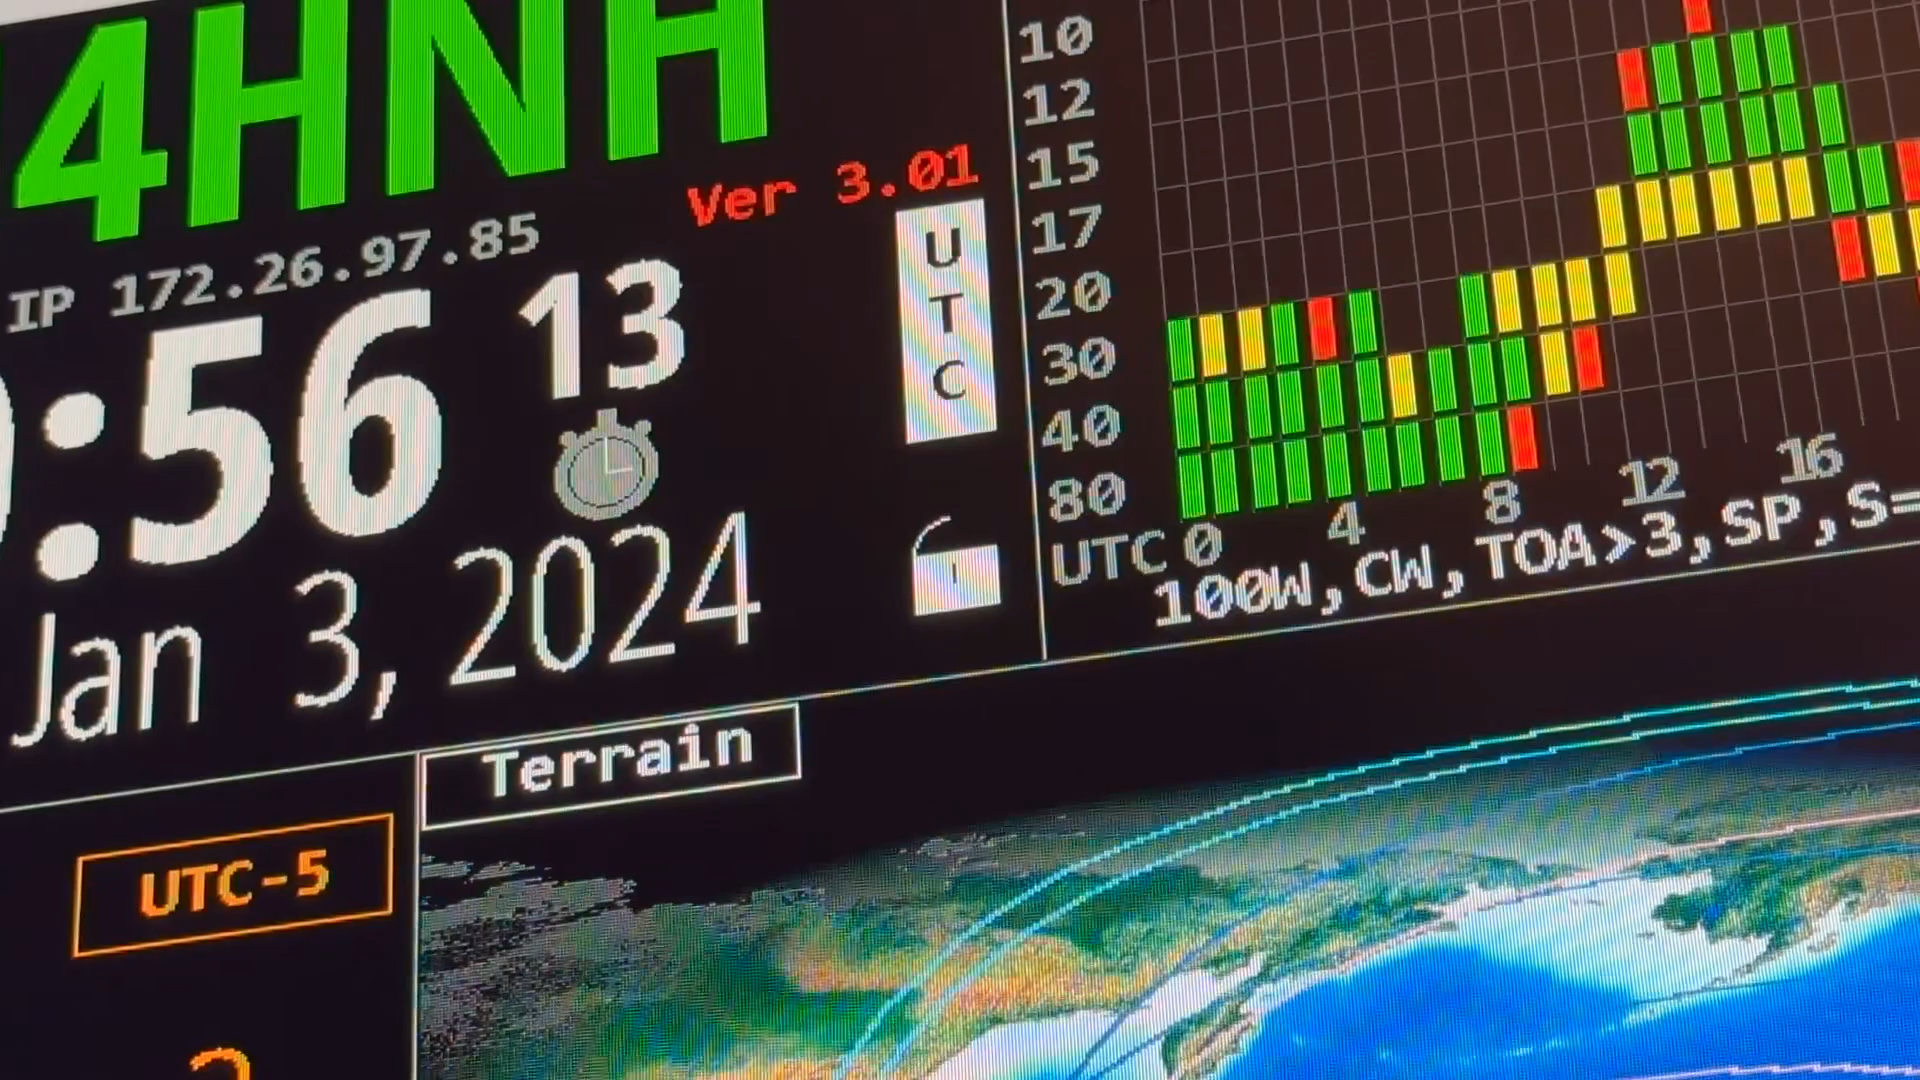 4HNH
Ver 3.01
IP 172.26.97.85
:56 13
UTC
Jan 3, 2024
10
12
15
17
20
30
40
80
UTC 0 4 8 12 16
100W,CW,TOA>3,SP,S=
Terrain
UTC-5